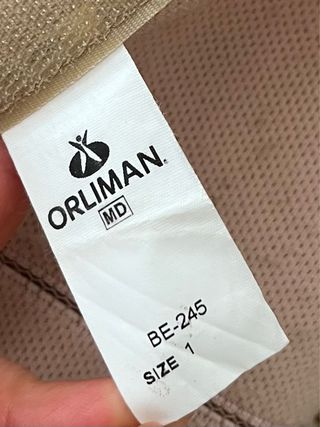 ORLIMAN®
MD
BE-245
SIZE 1